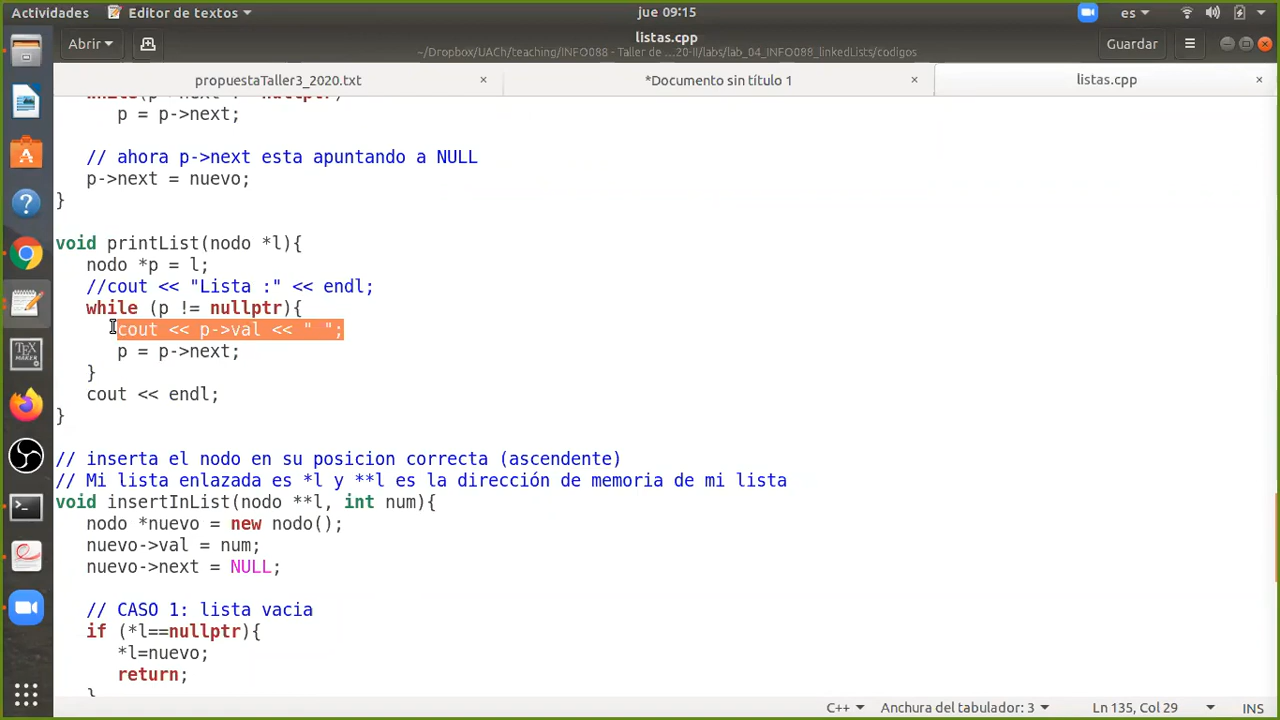 Actividades
Editor de textos
jue 09:15
es
Abrir
listas.cpp
~/Dropbox/UACh/teaching/INFO088 - Taller de ...20-II/labs/lab_04_INFO088_linkedLists/codigos
Guardar
propuestaTaller3_2020.txt
*Documento sin título 1
listas.cpp
p = p->next;
// ahora p->next esta apuntando a NULL
p->next = nuevo;
}
void printList(nodo *l){
nodo *p = l;
//cout << "Lista :" << endl;
while (p != nullptr){
cout << p->val << " ";
p = p->next;
}
cout << endl;
}
// inserta el nodo en su posicion correcta (ascendente)
// Mi lista enlazada es *l y **l es la dirección de memoria de mi lista
void insertInList(nodo **l, int num){
nodo *nuevo = new nodo();
nuevo->val = num;
nuevo->next = NULL;
// CASO 1: lista vacia
if (*l==nullptr){
*l=nuevo;
return;
}
C++
Anchura del tabulador: 3
Ln 135, Col 29
INS